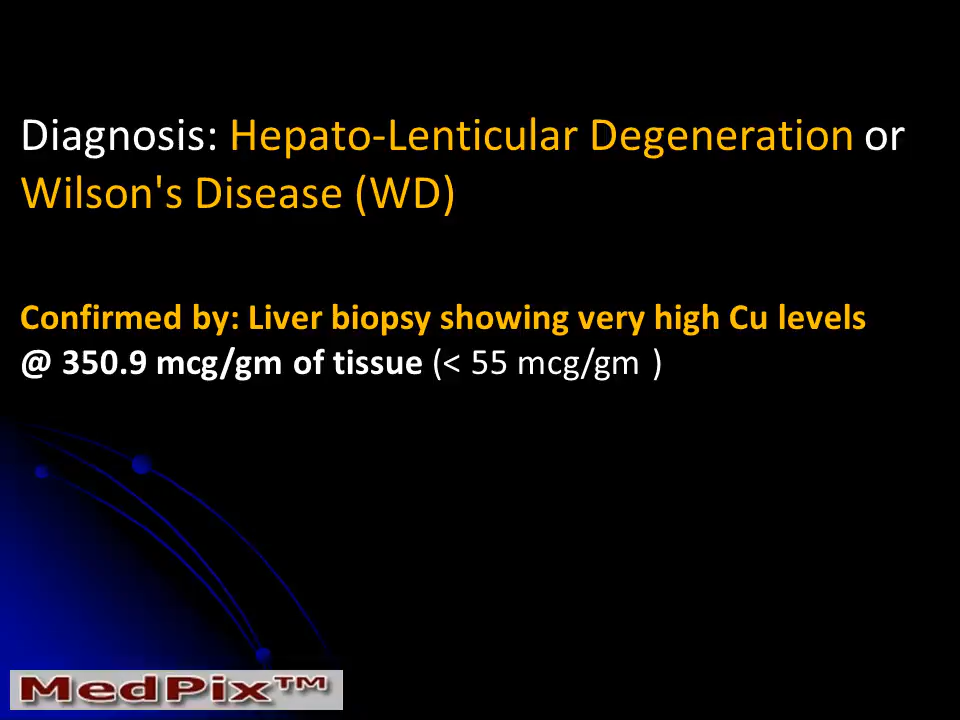 Diagnosis: Hepato-Lenticular Degeneration or
Wilson's Disease (WD)
Confirmed by: Liver biopsy showing very high Cu levels
@ 350.9 mcg/gm of tissue (< 55 mcg/gm )
MedPix™